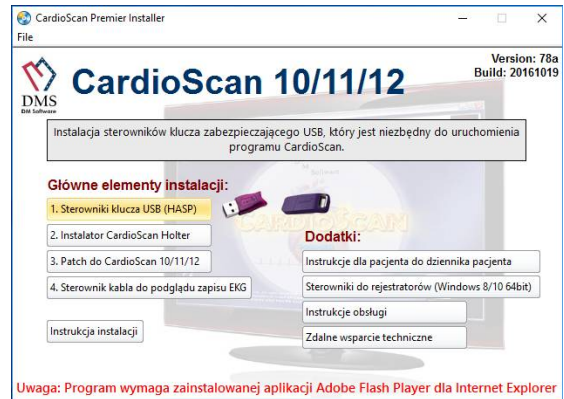 CardioScan Premier Installer
File
Version: 78a
Build: 20161019
DMS
DM Software
CardioScan 10/11/12
Instalacja sterowników klucza zabezpieczającego USB, który jest niezbędny do uruchomienia
programu CardioScan.
Główne elementy instalacji:
1. Sterowniki klucza USB (HASP)
2. Instalator CardioScan Holter
3. Patch do CardioScan 10/11/12
4. Sterownik kabla do podglądu zapisu EKG
Instrukcja instalacji
Software
CARDIOSCAN
Dodatki:
Instrukcje dla pacjenta do dziennika pacjenta
Sterowniki do rejestratorów (Windows 8/10 64bit)
Instrukcje obsługi
Zdalne wsparcie techniczne
Uwaga: Program wymaga zainstalowanej aplikacji Adobe Flash Player dla Internet Explorer